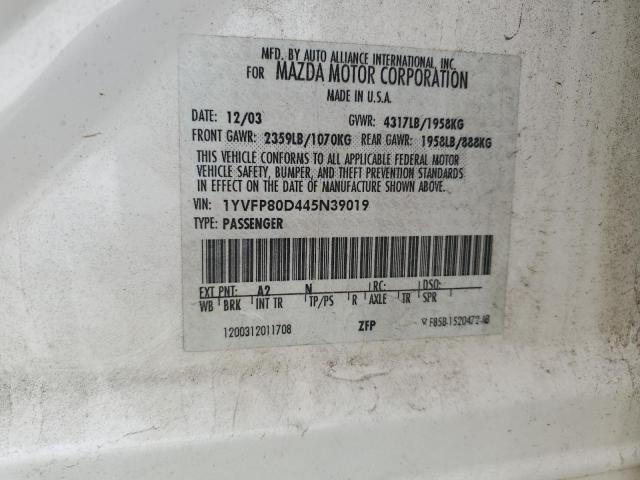 MFD. BY AUTO ALLIANCE INTERNATIONAL, INC.
FOR MAZDA MOTOR CORPORATION
MADE IN U.S.A.
DATE: 12/03 GVWR: 4317LB/1958KG
FRONT GAWR: 2359LB/1070KG REAR GAWR: 1958LB/888KG
THIS VEHICLE CONFORMS TO ALL APPLICABLE FEDERAL MOTOR
VEHICLE SAFETY, BUMPER, AND THEFT PREVENTION STANDARDS
IN EFFECT ON THE DATE OF MANUFACTURE SHOWN ABOVE.
VIN: 1YVFP80D445N39019
TYPE: PASSENGER
EXT PNT: A2 N RC: DSO:
WB BRK INT TR TP/PS R AXLE TR SPR
1200312011708 ZFP F85B-1520472-AB